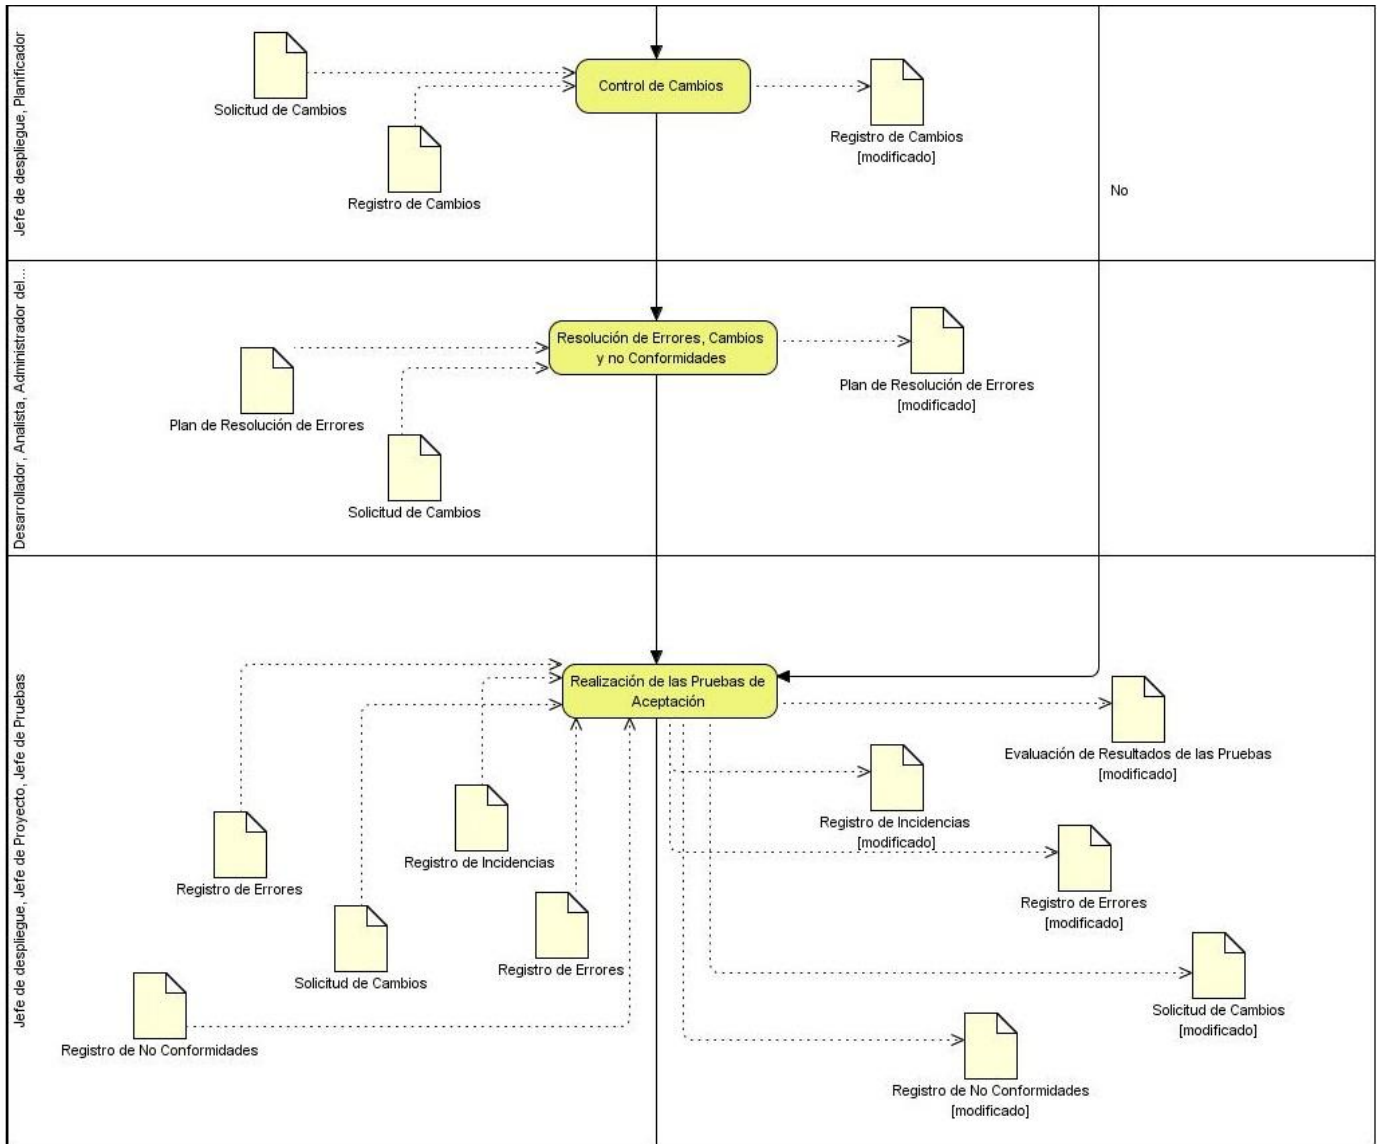 Jefe de despliegue, Planificador
Solicitud de Cambios
Control de Cambios
Registro de Cambios
[modificado]
Registro de Cambios
No
Desarrollador, Analista, Administrador del...
Resolución de Errores, Cambios
y no Conformidades
Plan de Resolución de Errores
Plan de Resolución de Errores
[modificado]
Solicitud de Cambios
Jefe de despliegue, Jefe de Proyecto, Jefe de Pruebas
Realización de las Pruebas de
Aceptación
Evaluación de Resultados de las Pruebas
[modificado]
Registro de Incidencias
[modificado]
Registro de Incidencias
Registro de Errores
Registro de Errores
[modificado]
Registro de Errores
Solicitud de Cambios
Solicitud de Cambios
[modificado]
Registro de No Conformidades
Registro de No Conformidades
[modificado]